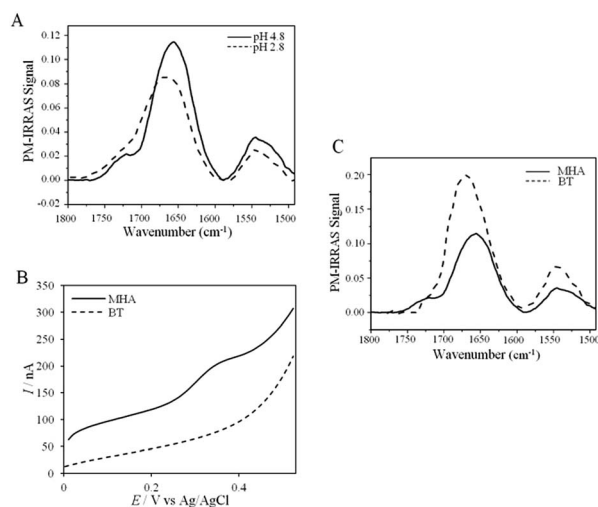 A
pH 4.8
pH 2.8
PM-IRRAS Signal
0.12
0.10
0.08
0.06
0.04
0.02
0.00
-0.02
1800 1750 1700 1650 1600 1550 1500
Wavenumber (cm-1)
B
MHA
BT
I / nA
350
300
250
200
150
100
50
0
0 0.2 0.4
E / V vs Ag/AgCl
C
MHA
BT
PM-IRRAS Signal
0.20
0.15
0.10
0.05
0.00
1800 1750 1700 1650 1600 1550 1500
Wavenumber (cm-1)